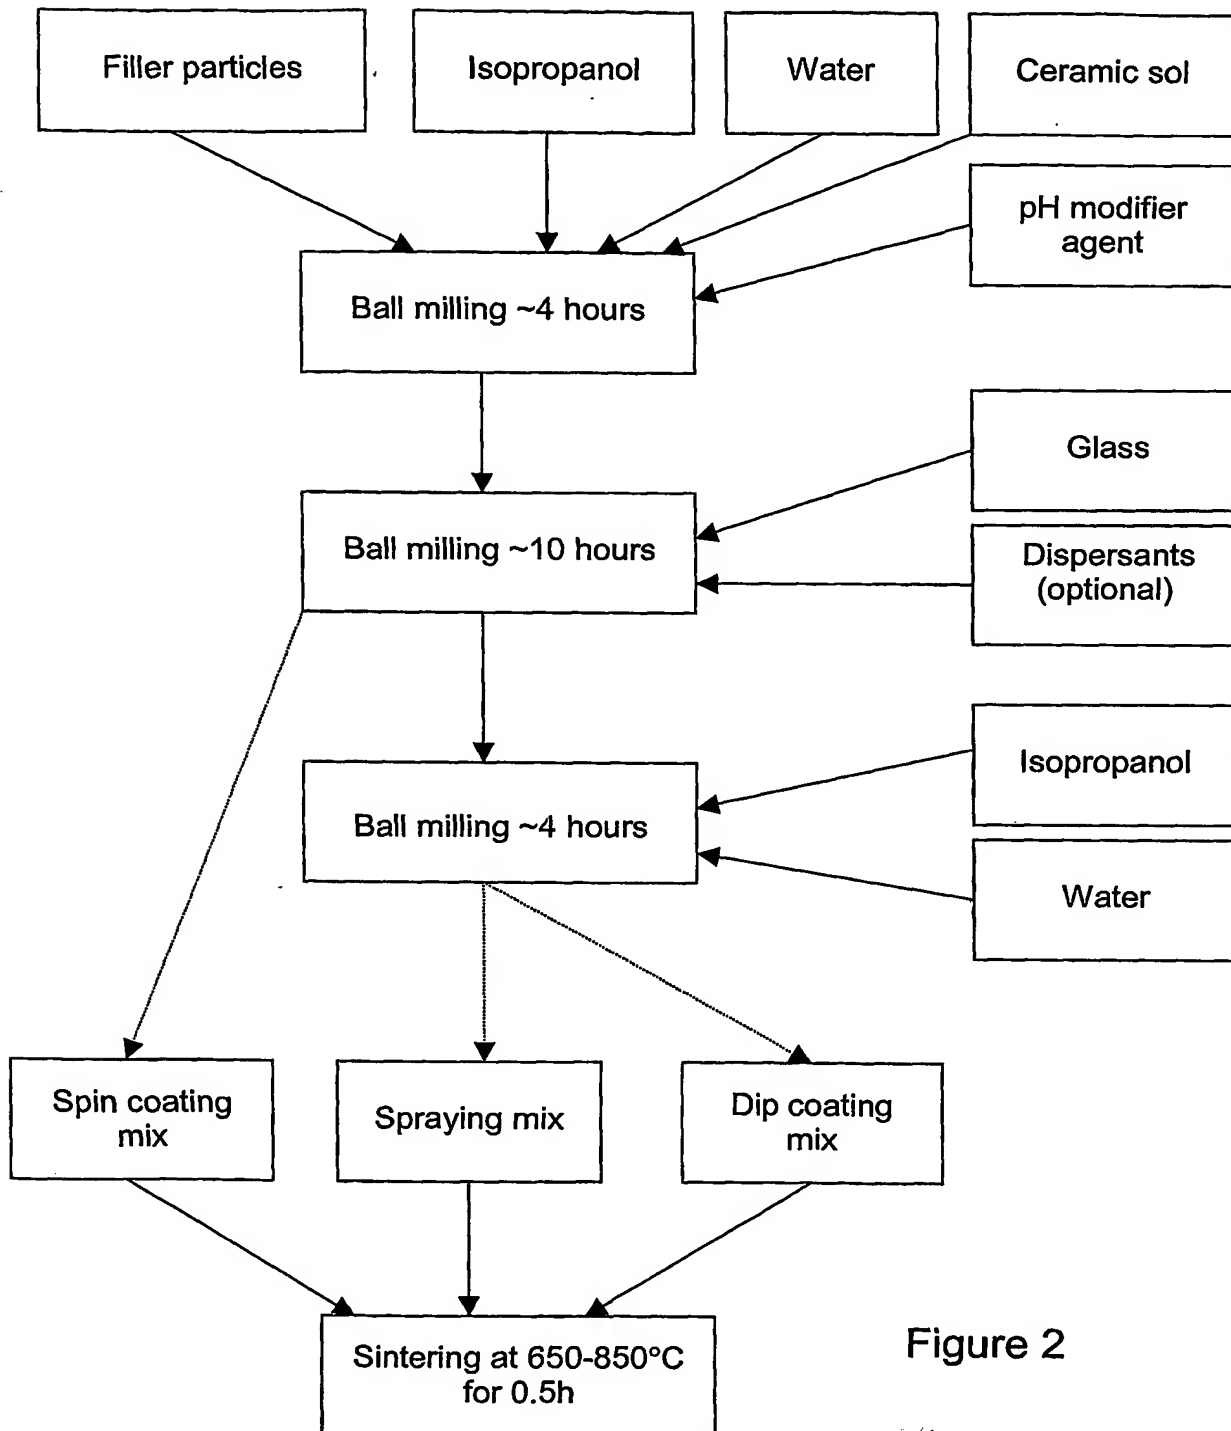 Filler particles
Isopropanol
Water
Ceramic sol
pH modifier
agent
Ball milling ~4 hours
Glass
Ball milling ~10 hours
Dispersants
(optional)
Isopropanol
Ball milling ~4 hours
Water
Spin coating
mix
Spraying mix
Dip coating
mix
Sintering at 650-850°C
for 0.5h
Figure 2